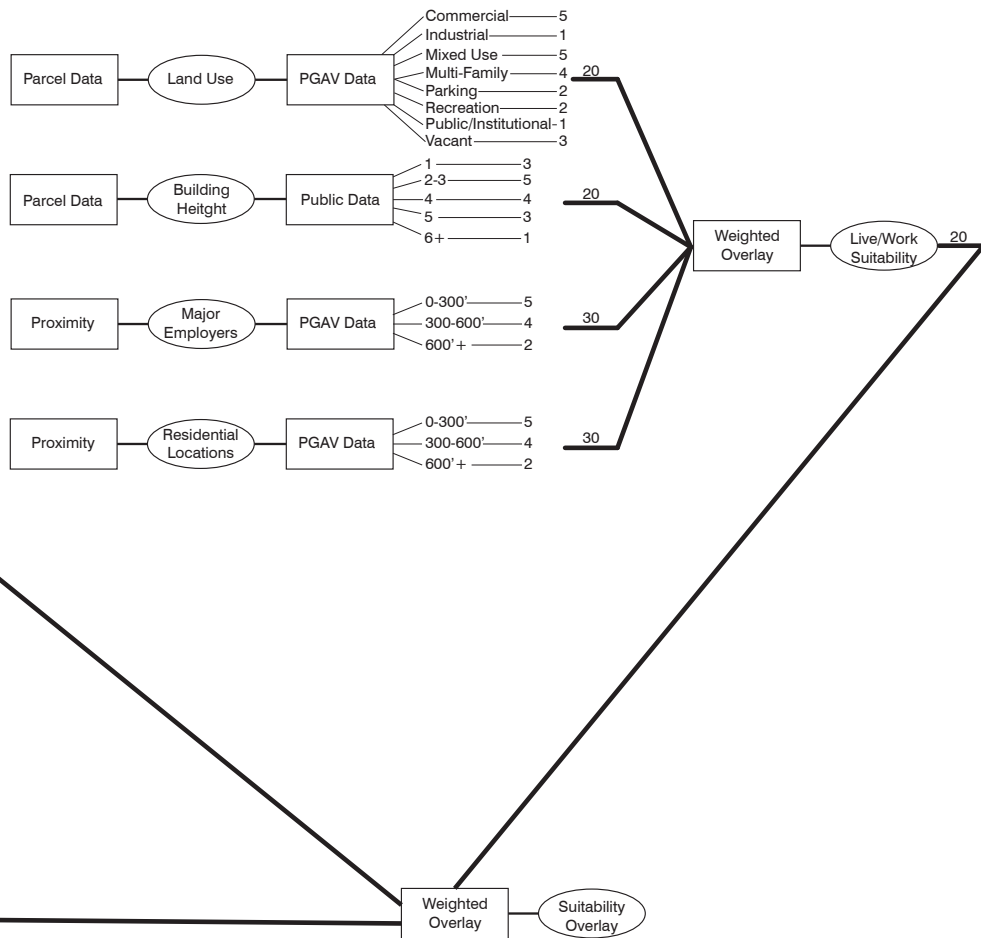 Commercial 5
Industrial 1
Mixed Use 5
Parcel Data Land Use PGAV Data Multi-Family 4 20
Parking 2
Recreation 2
Public/Institutional 1
Vacant 3
1 3
2-3 5
Parcel Data Building Heitght Public Data 4 4 20
5 3
6+ 1
Weighted
Overlay
Live/Work
Suitability
20
0-300' 5
Proximity Major Employers PGAV Data 300-600' 4 30
600'+ 2
0-300' 5
Proximity Residential Locations PGAV Data 300-600' 4 30
600'+ 2
Weighted
Overlay
Suitability
Overlay